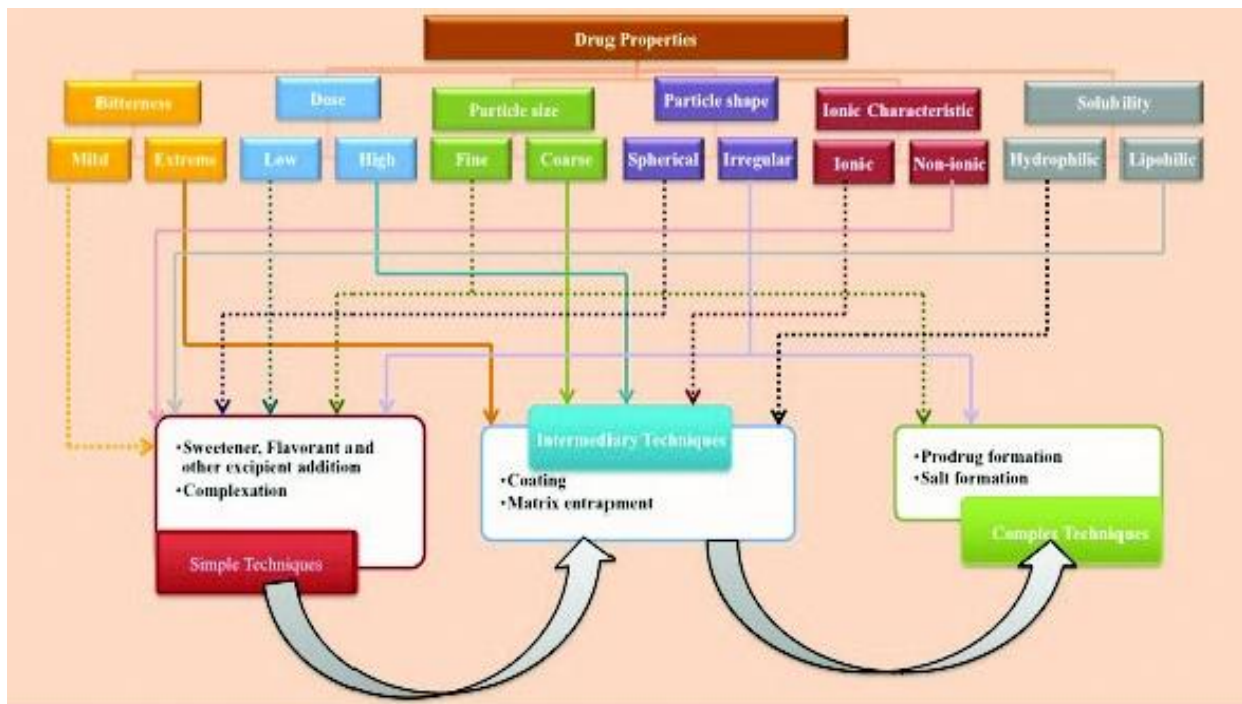 Drug Properties
Bitterness
Dose
Particle size
Particle shape
Ionic Characteristic
Solubility
Mild
Extreme
Low
High
Fine
Coarse
Spherical
Irregular
Ionic
Non-ionic
Hydrophilic
Lipohilic
•Sweetener, Flavorant and
other excipient addition
•Complexation
Simple Techniques
Intermediary Techniques
•Coating
•Matrix entrapment
•Prodrug formation
•Salt formation
Complex Techniques